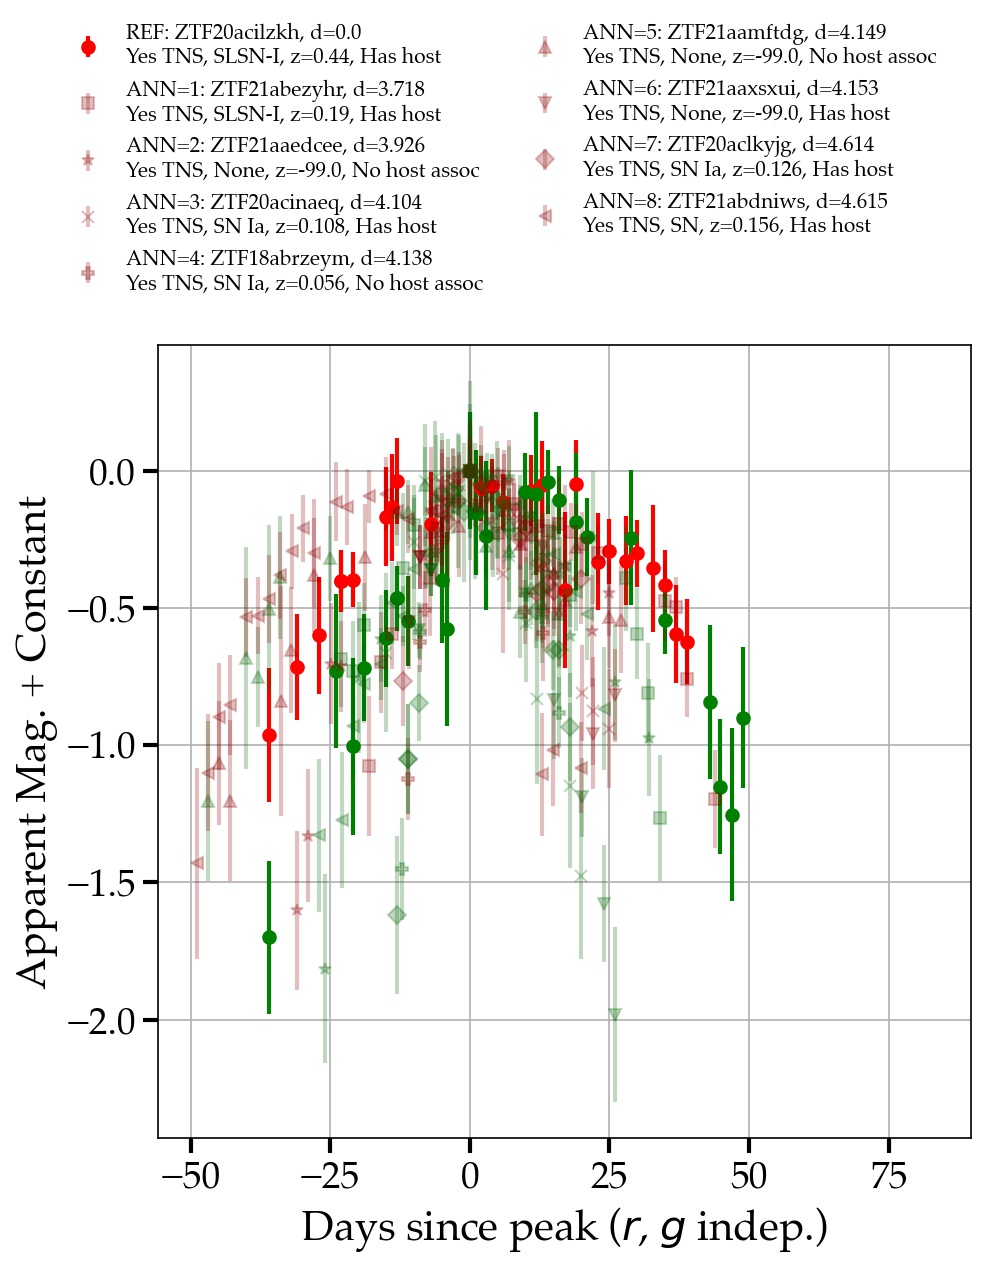 REF: ZTF20acilzkh, d=0.0
Yes TNS, SLSN-I, z=0.44, Has host
ANN=1: ZTF21abezyhr, d=3.718
Yes TNS, SLSN-I, z=0.19, Has host
ANN=2: ZTF21aaedcee, d=3.926
Yes TNS, None, z=-99.0, No host assoc
ANN=3: ZTF20acinaeq, d=4.104
Yes TNS, SN Ia, z=0.108, Has host
ANN=4: ZTF18abrzeym, d=4.138
Yes TNS, SN Ia, z=0.056, No host assoc
ANN=5: ZTF21aamftdg, d=4.149
Yes TNS, None, z=-99.0, No host assoc
ANN=6: ZTF21aaxsxui, d=4.153
Yes TNS, None, z=-99.0, Has host
ANN=7: ZTF20aclkyjg, d=4.614
Yes TNS, SN Ia, z=0.126, Has host
ANN=8: ZTF21abdniws, d=4.615
Yes TNS, SN, z=0.156, Has host
Apparent Mag. + Constant
0.0
−0.5
−1.0
−1.5
−2.0
−50 −25 0 25 50 75
Days since peak (r, g indep.)